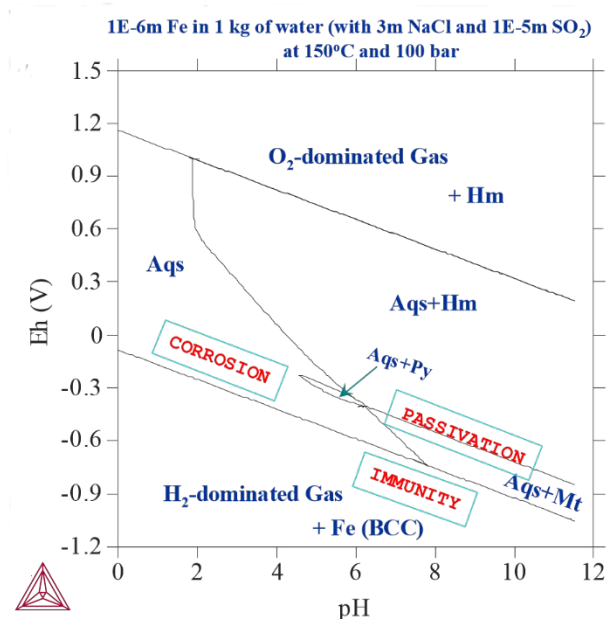 1E-6m Fe in 1 kg of water (with 3m NaCl and 1E-5m SO₂)
at 150°C and 100 bar
1.5
1.2
0.9
0.6
0.3
0
-0.3
-0.6
-0.9
-1.2
Eh (V)
O₂-dominated Gas
+ Hm
Aqs
Aqs+Hm
CORROSION
Aqs+Py
PASSIVATION
IMMUNITY
Aqs+Mt
H₂-dominated Gas
+ Fe (BCC)
0 2 4 6 8 10 12
pH